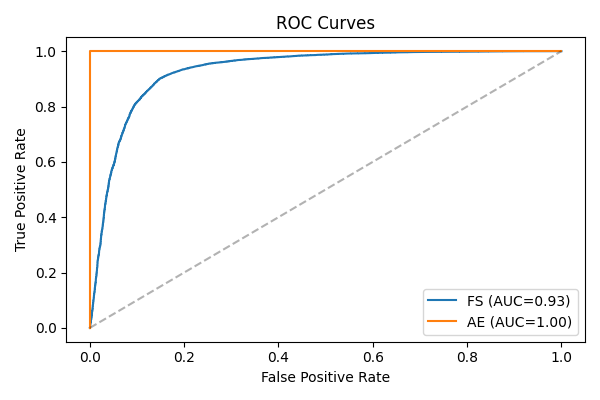 ROC Curves
True Positive Rate
1.0
0.8
0.6
0.4
0.2
0.0
FS (AUC=0.93)
AE (AUC=1.00)
0.0 0.2 0.4 0.6 0.8 1.0
False Positive Rate